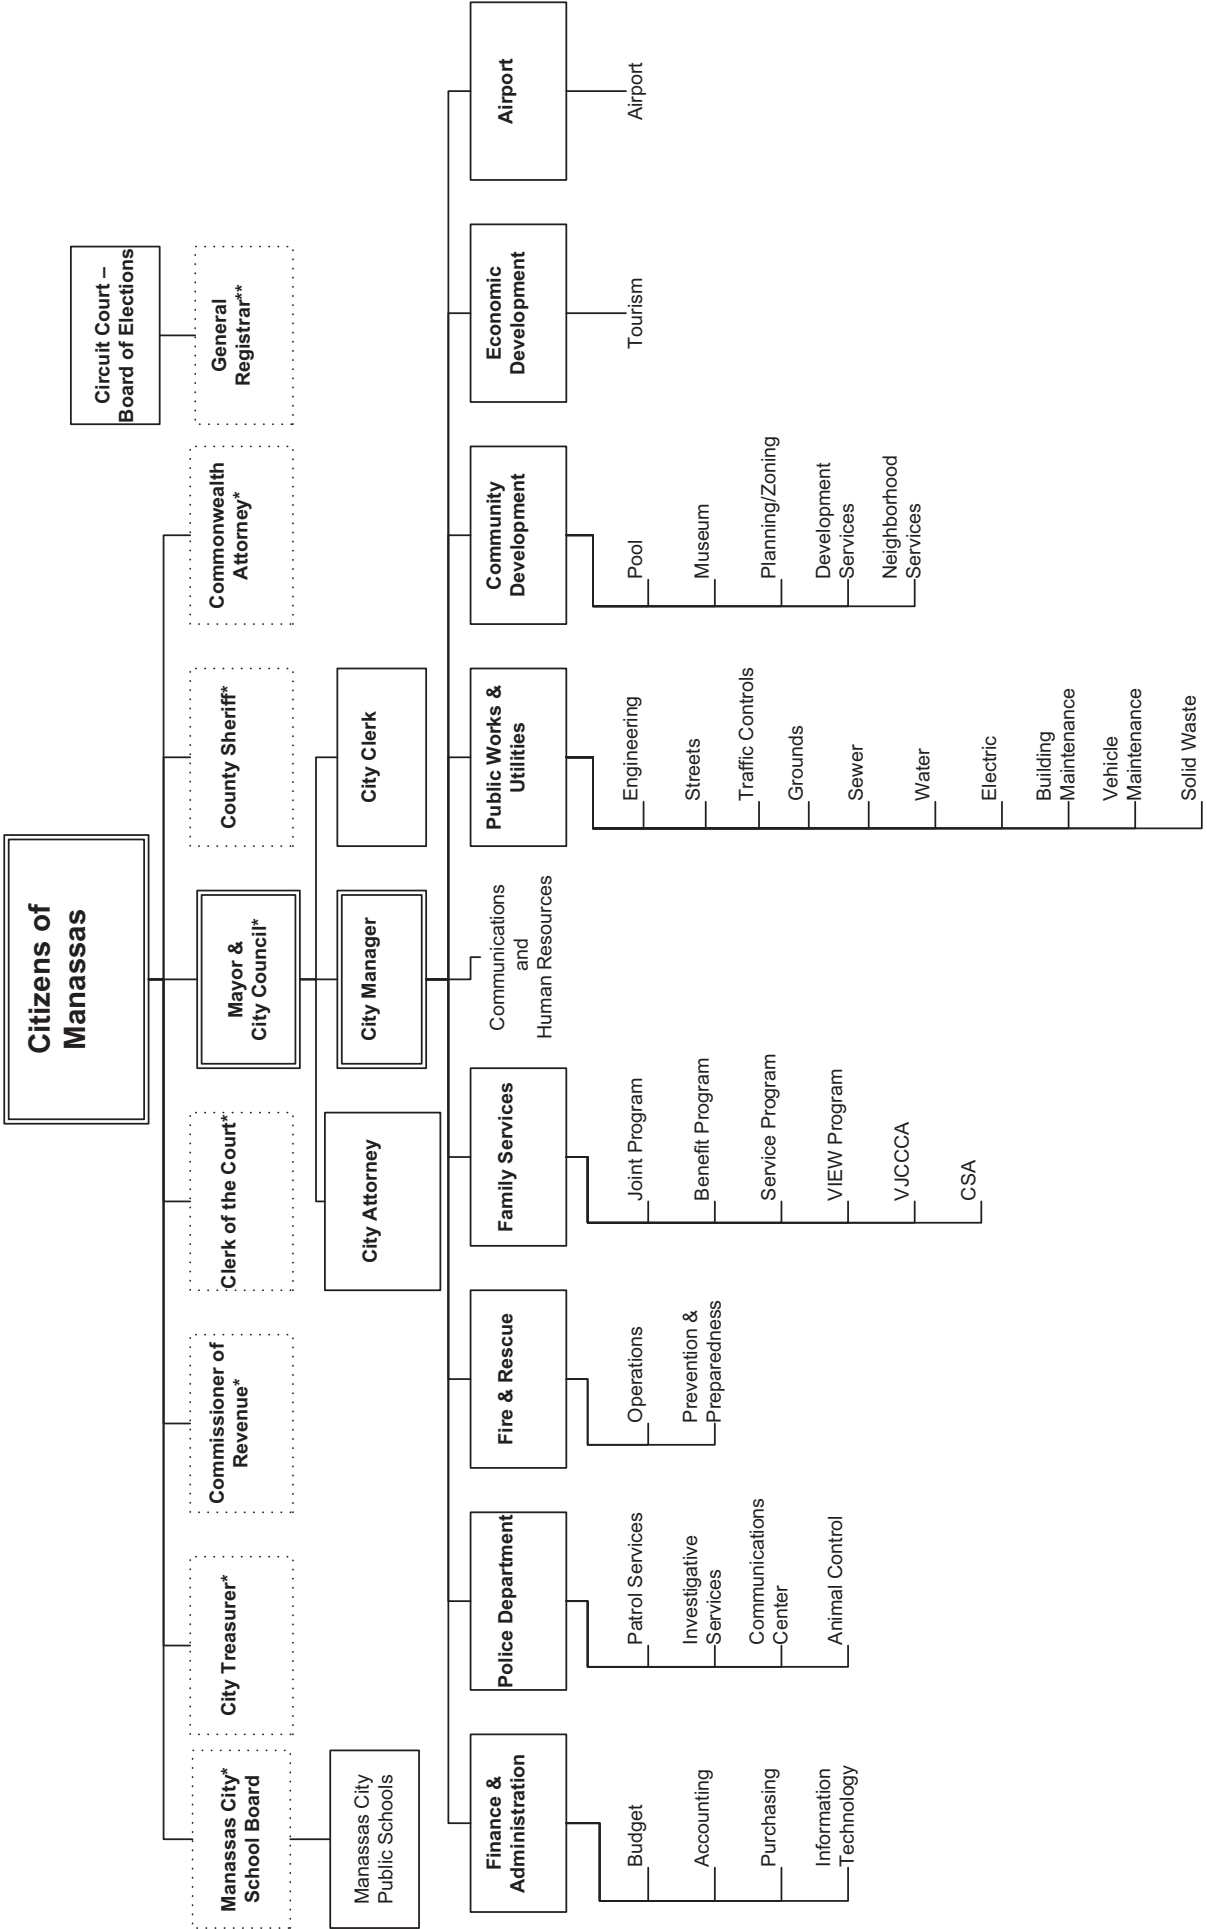 Citizens of
Manassas
Circuit Court –
Board of Elections
Manassas City*
School Board
City Treasurer*
Commissioner of
Revenue*
Clerk of the Court*
Mayor &
City Council*
County Sheriff*
Commonwealth
Attorney*
General
Registrar**
Manassas City
Public Schools
City Attorney
City Manager
City Clerk
Finance &
Administration
Police Department
Fire & Rescue
Family Services
Communications
and
Human Resources
Public Works &
Utilities
Community
Development
Economic
Development
Airport
Budget
Accounting
Purchasing
Information
Technology
Patrol Services
Investigative
Services
Communications
Center
Animal Control
Operations
Prevention &
Preparedness
Joint Program
Benefit Program
Service Program
VIEW Program
VJCCCA
CSA
Engineering
Streets
Traffic Controls
Grounds
Sewer
Water
Electric
Building
Maintenance
Vehicle
Maintenance
Solid Waste
Pool
Museum
Planning/Zoning
Development
Services
Neighborhood
Services
Tourism
Airport